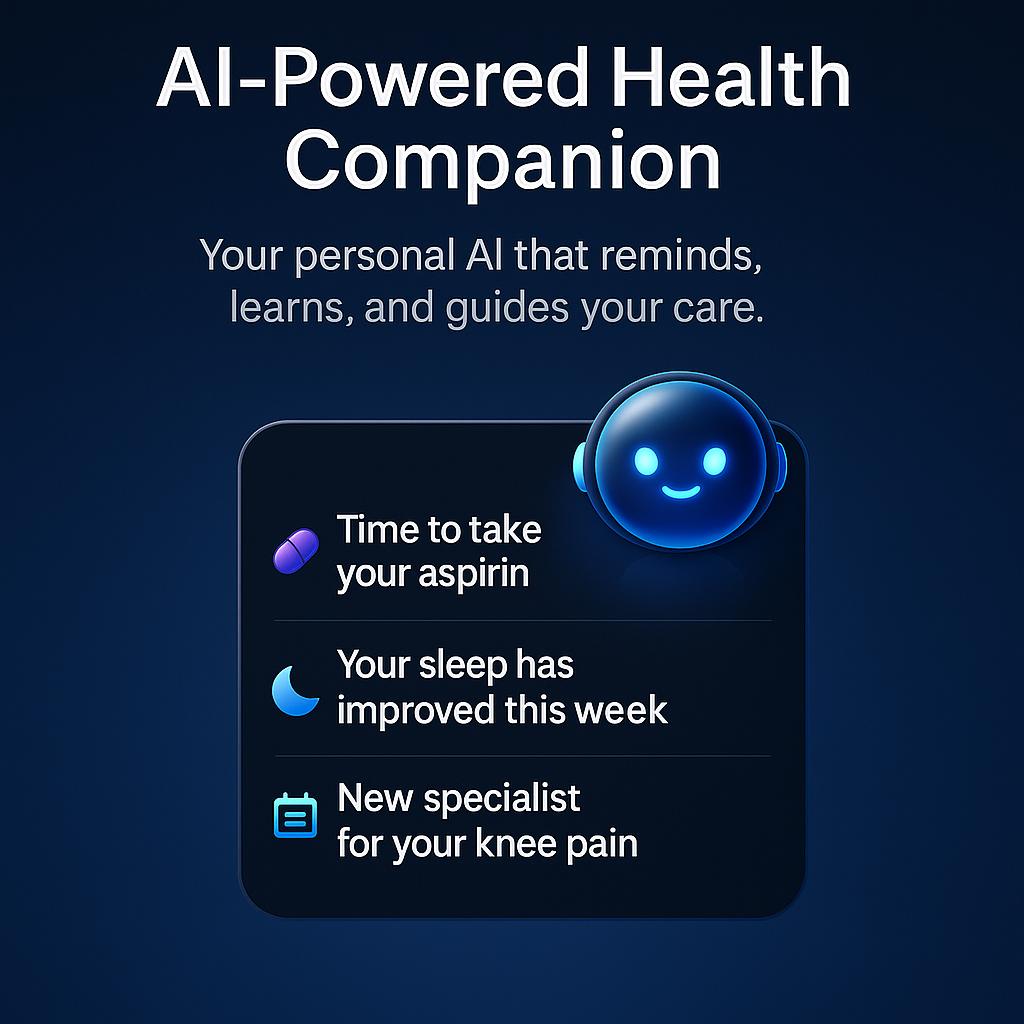 AI-Powered Health
Companion
Your personal AI that reminds,
learns, and guides your care.
Time to take
your aspirin
Your sleep has
improved this week
New specialist
for your knee pain